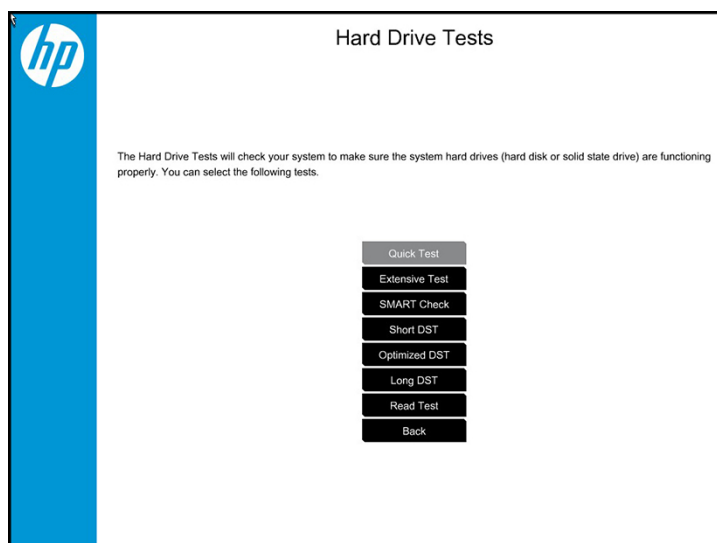 hp
Hard Drive Tests
The Hard Drive Tests will check your system to make sure the system hard drives (hard disk or solid state drive) are functioning
properly. You can select the following tests.
Quick Test
Extensive Test
SMART Check
Short DST
Optimized DST
Long DST
Read Test
Back